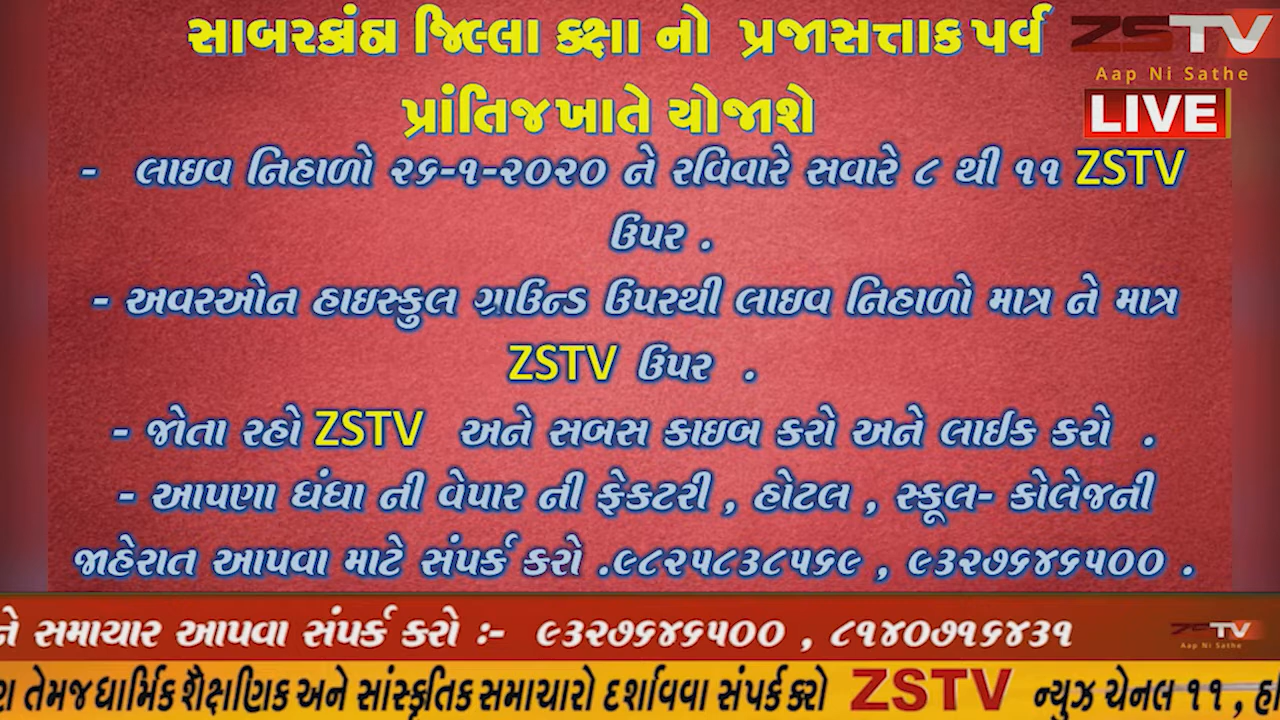 સાબરકાંઠા જિલ્લા કક્ષા નો પ્રજાસત્તાક પર્વ
પ્રાંતિજ ખાતે યોજાશે
ZSTV
Aap Ni Sathe
LIVE
- લાઇવ નિહાળો ૨૬-૧-૨૦૨૦ ને રવિવારે સવારે ૮ થી ૧૧ ZSTV
ઉપર .
- અવરઓન હાઇસ્કુલ ગ્રાઉન્ડ ઉપરથી લાઇવ નિહાળો માત્ર ને માત્ર
ZSTV ઉપર .
- જોતા રહો ZSTV અને સબસ કાઇબ કરો અને લાઈક કરો .
- આપણા ધંધા ની વેપાર ની ફેકટરી , હોટલ , સ્કૂલ- કોલેજની
જાહેરાત આપવા માટે સંપર્ક કરો .૯૮૨૫૮૩૮૫૬૯ , ૯૩૨૭૬૪૬૫૦૦ .
ને સમાચાર આપવા સંપર્ક કરો :- ૯૩૨૭૬૪૬૫૦૦ , ૮૧૪૦૭૧૬૪૩૧
ZSTV
Aap Ni Sathe
તેમજ ધાર્મિક શૈક્ષણિક અને સાંસ્કૃતિક સમાચારો દર્શાવવા સંપર્ક કરો ZSTV ન્યુઝ ચેનલ ૧૧ ,